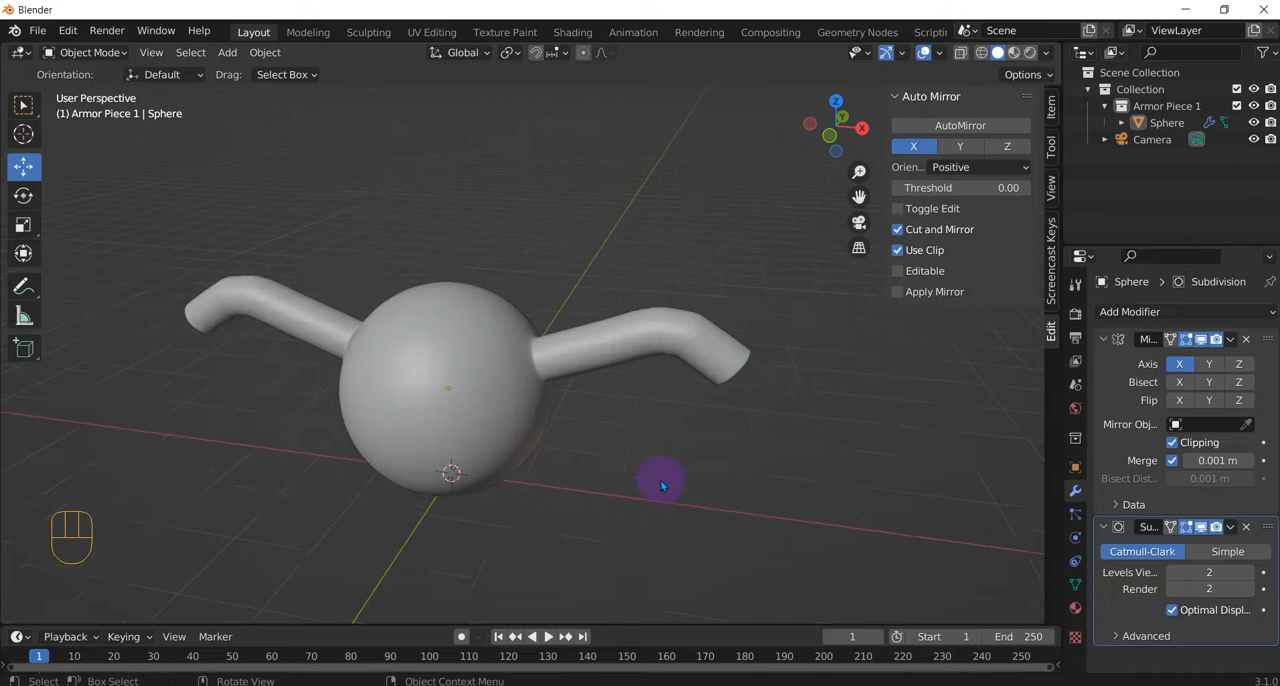 Blender
File Edit Render Window Help Layout Modeling Sculpting UV Editing Texture Paint Shading Animation Rendering Compositing Geometry Nodes Scripti Scene ViewLayer
Object Mode View Select Add Object Global
Orientation: Default Drag: Select Box Options
User Perspective
(1) Armor Piece 1 | Sphere
Z
Y
X
Auto Mirror
AutoMirror
X Y Z
Orien... Positive
Threshold 0.00
Toggle Edit
Cut and Mirror
Use Clip
Editable
Apply Mirror
Item
Tool
View
Screencast Keys
Edit
Scene Collection
Collection
Armor Piece 1
Sphere
Camera
Sphere Subdivision
Add Modifier
Mi...
Axis X Y Z
Bisect X Y Z
Flip X Y Z
Mirror Obj...
Clipping
Merge 0.001 m
Bisect Dist... 0.001 m
Data
Su...
Catmull-Clark Simple
Levels Vie... 2
Render 2
Optimal Displ...
Advanced
Playback Keying View Marker 1 Start 1 End 250
1 10 20 30 40 50 60 70 80 90 100 110 120 130 140 150 160 170 180 190 200 210 220 230 240 250
Select Box Select Rotate View Object Context Menu 3.1.0